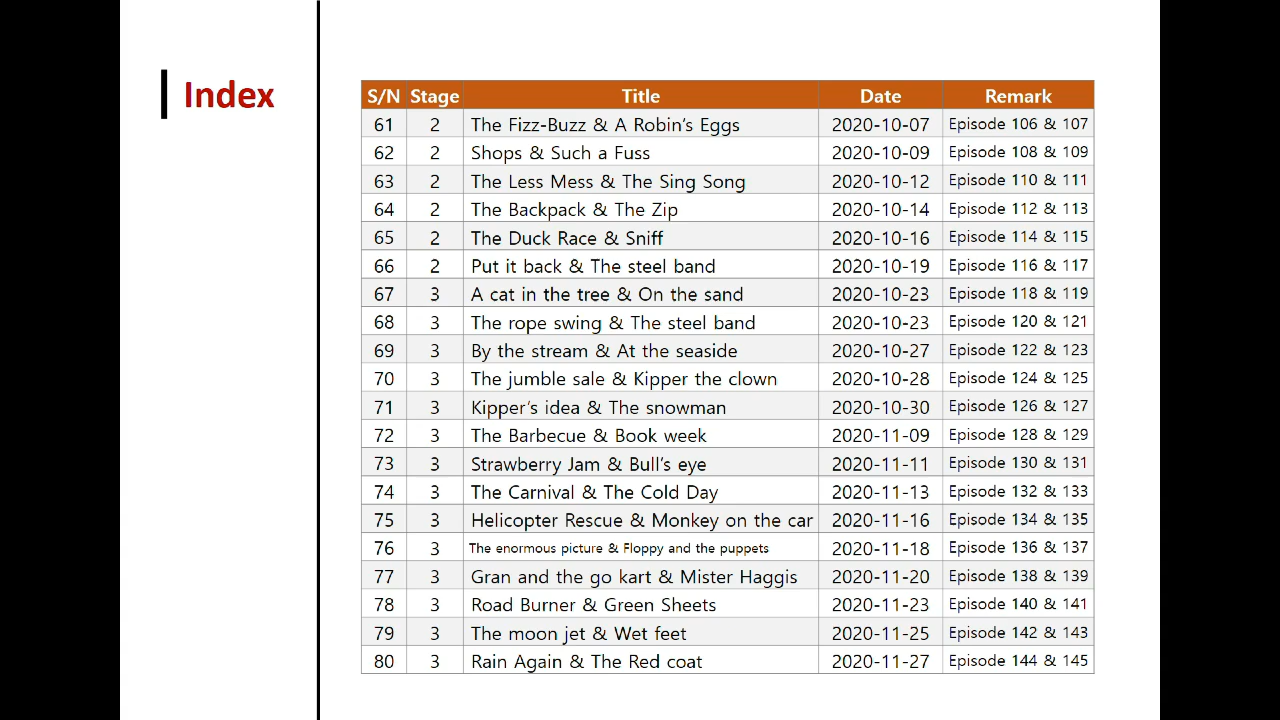 Index
S/N Stage Title Date Remark
61 2 The Fizz-Buzz & A Robin's Eggs 2020-10-07 Episode 106 & 107
62 2 Shops & Such a Fuss 2020-10-09 Episode 108 & 109
63 2 The Less Mess & The Sing Song 2020-10-12 Episode 110 & 111
64 2 The Backpack & The Zip 2020-10-14 Episode 112 & 113
65 2 The Duck Race & Sniff 2020-10-16 Episode 114 & 115
66 2 Put it back & The steel band 2020-10-19 Episode 116 & 117
67 3 A cat in the tree & On the sand 2020-10-23 Episode 118 & 119
68 3 The rope swing & The steel band 2020-10-23 Episode 120 & 121
69 3 By the stream & At the seaside 2020-10-27 Episode 122 & 123
70 3 The jumble sale & Kipper the clown 2020-10-28 Episode 124 & 125
71 3 Kipper's idea & The snowman 2020-10-30 Episode 126 & 127
72 3 The Barbecue & Book week 2020-11-09 Episode 128 & 129
73 3 Strawberry Jam & Bull's eye 2020-11-11 Episode 130 & 131
74 3 The Carnival & The Cold Day 2020-11-13 Episode 132 & 133
75 3 Helicopter Rescue & Monkey on the car 2020-11-16 Episode 134 & 135
76 3 The enormous picture & Floppy and the puppets 2020-11-18 Episode 136 & 137
77 3 Gran and the go kart & Mister Haggis 2020-11-20 Episode 138 & 139
78 3 Road Burner & Green Sheets 2020-11-23 Episode 140 & 141
79 3 The moon jet & Wet feet 2020-11-25 Episode 142 & 143
80 3 Rain Again & The Red coat 2020-11-27 Episode 144 & 145